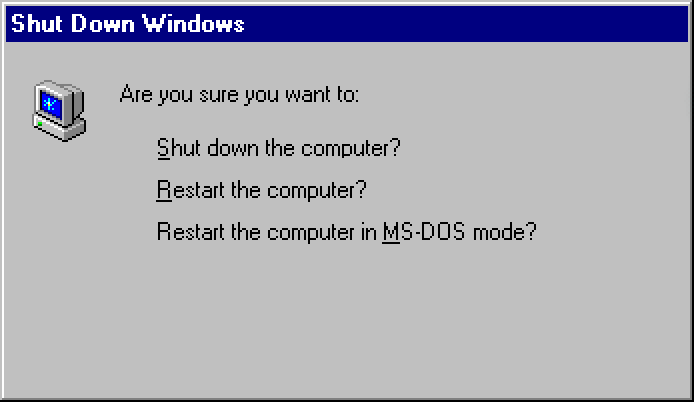 Shut Down Windows
Are you sure you want to:
Shut down the computer?
Restart the computer?
Restart the computer in MS-DOS mode?